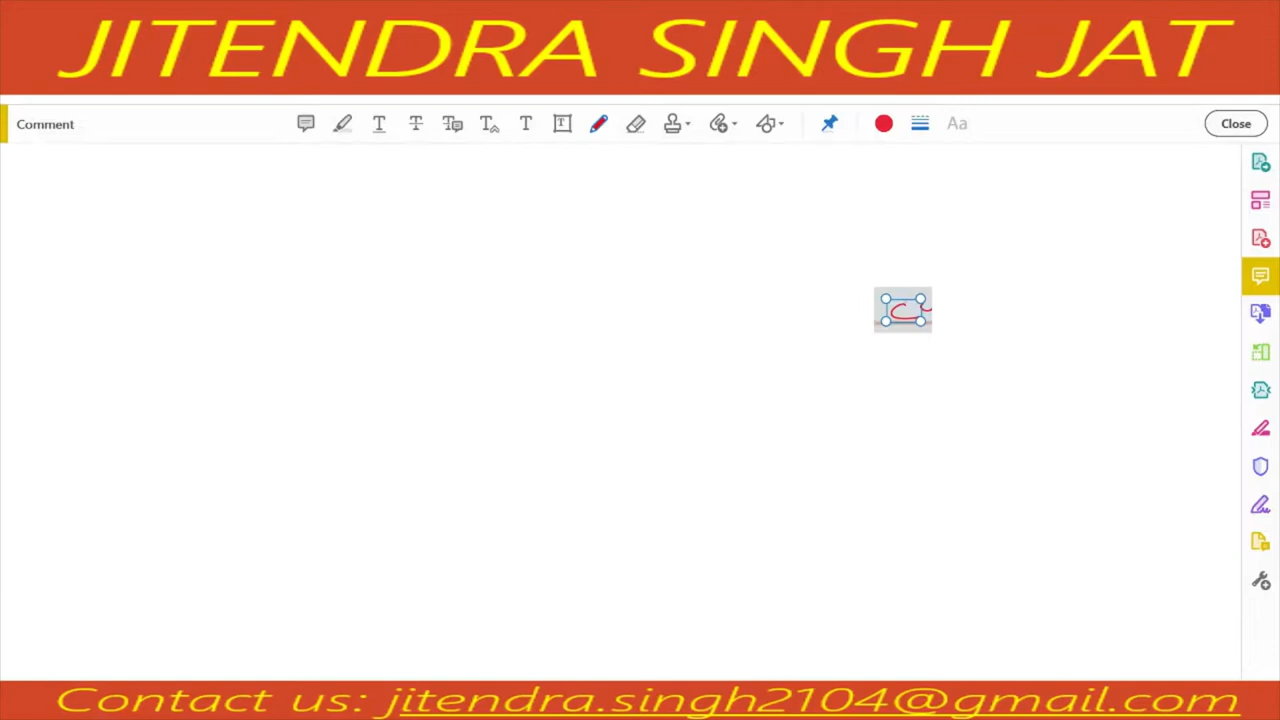 JITENDRA SINGH JAT
Comment
Aa
Close
Contact us: jitendra.singh2104@gmail.com